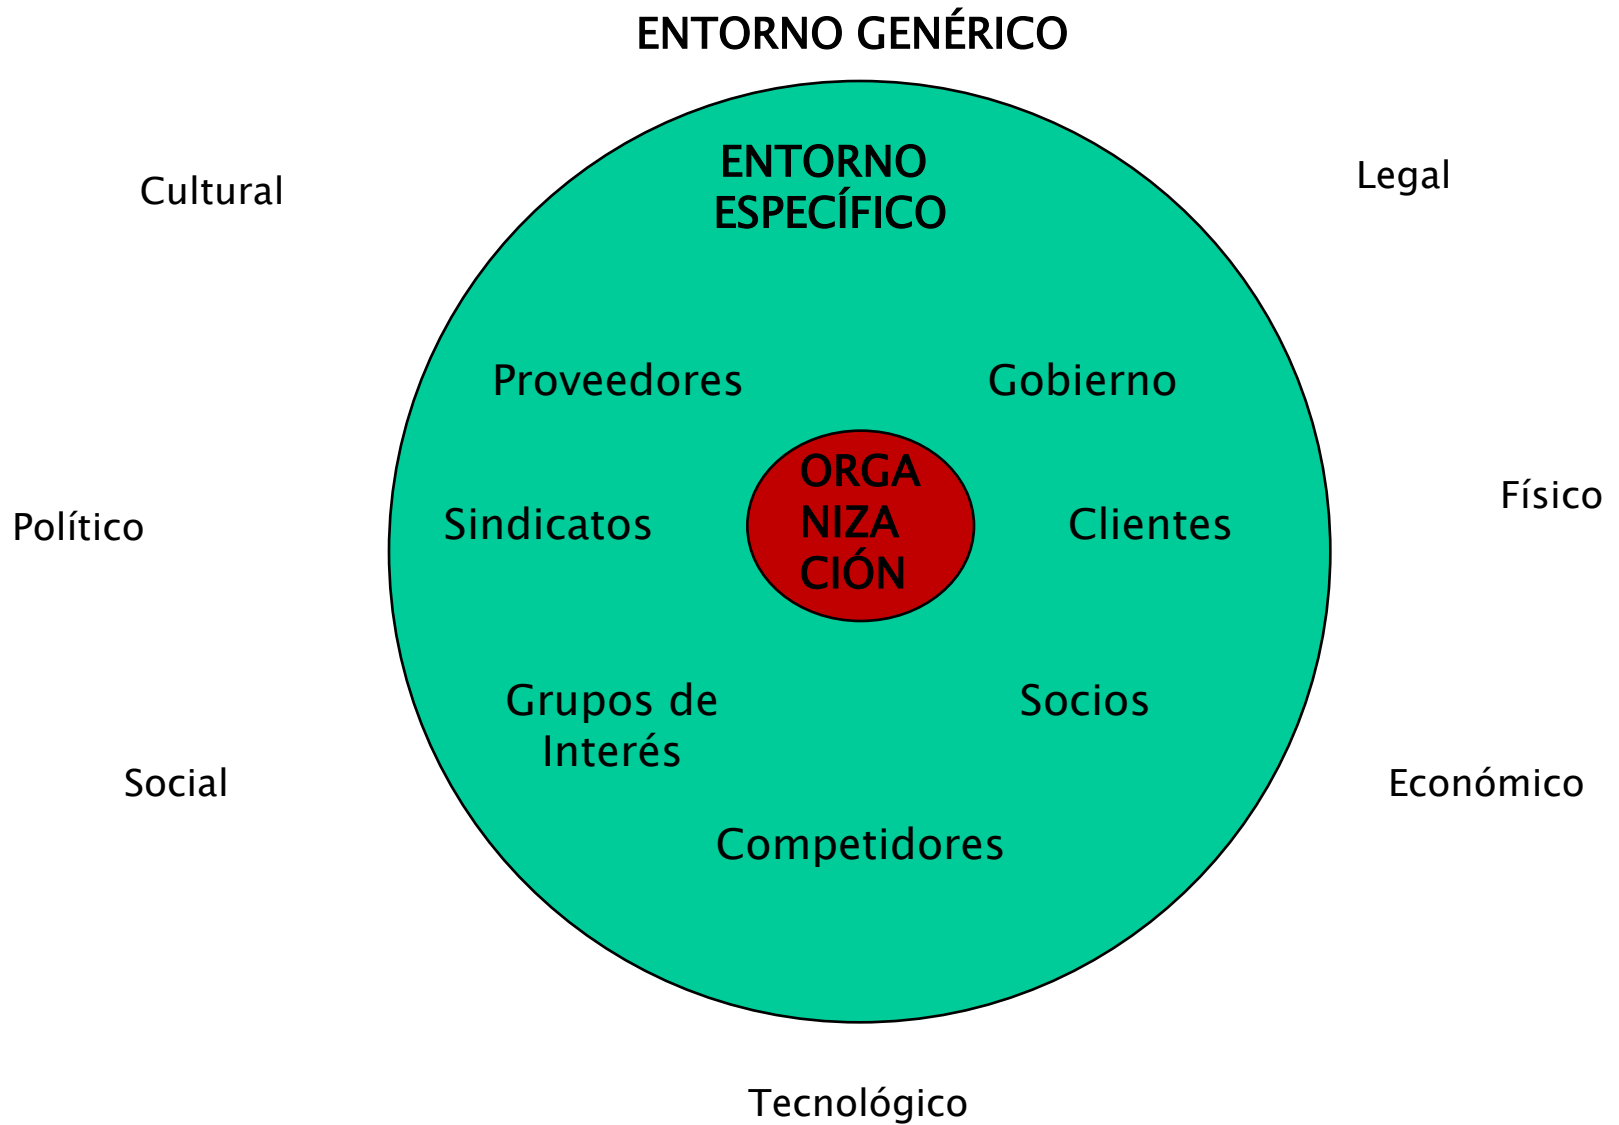 ENTORNO GENÉRICO
ENTORNO
ESPECÍFICO
Cultural
Legal
Proveedores
Gobierno
ORGA
NIZA
CIÓN
Político
Sindicatos
Clientes
Físico
Grupos de
Interés
Socios
Social
Económico
Competidores
Tecnológico